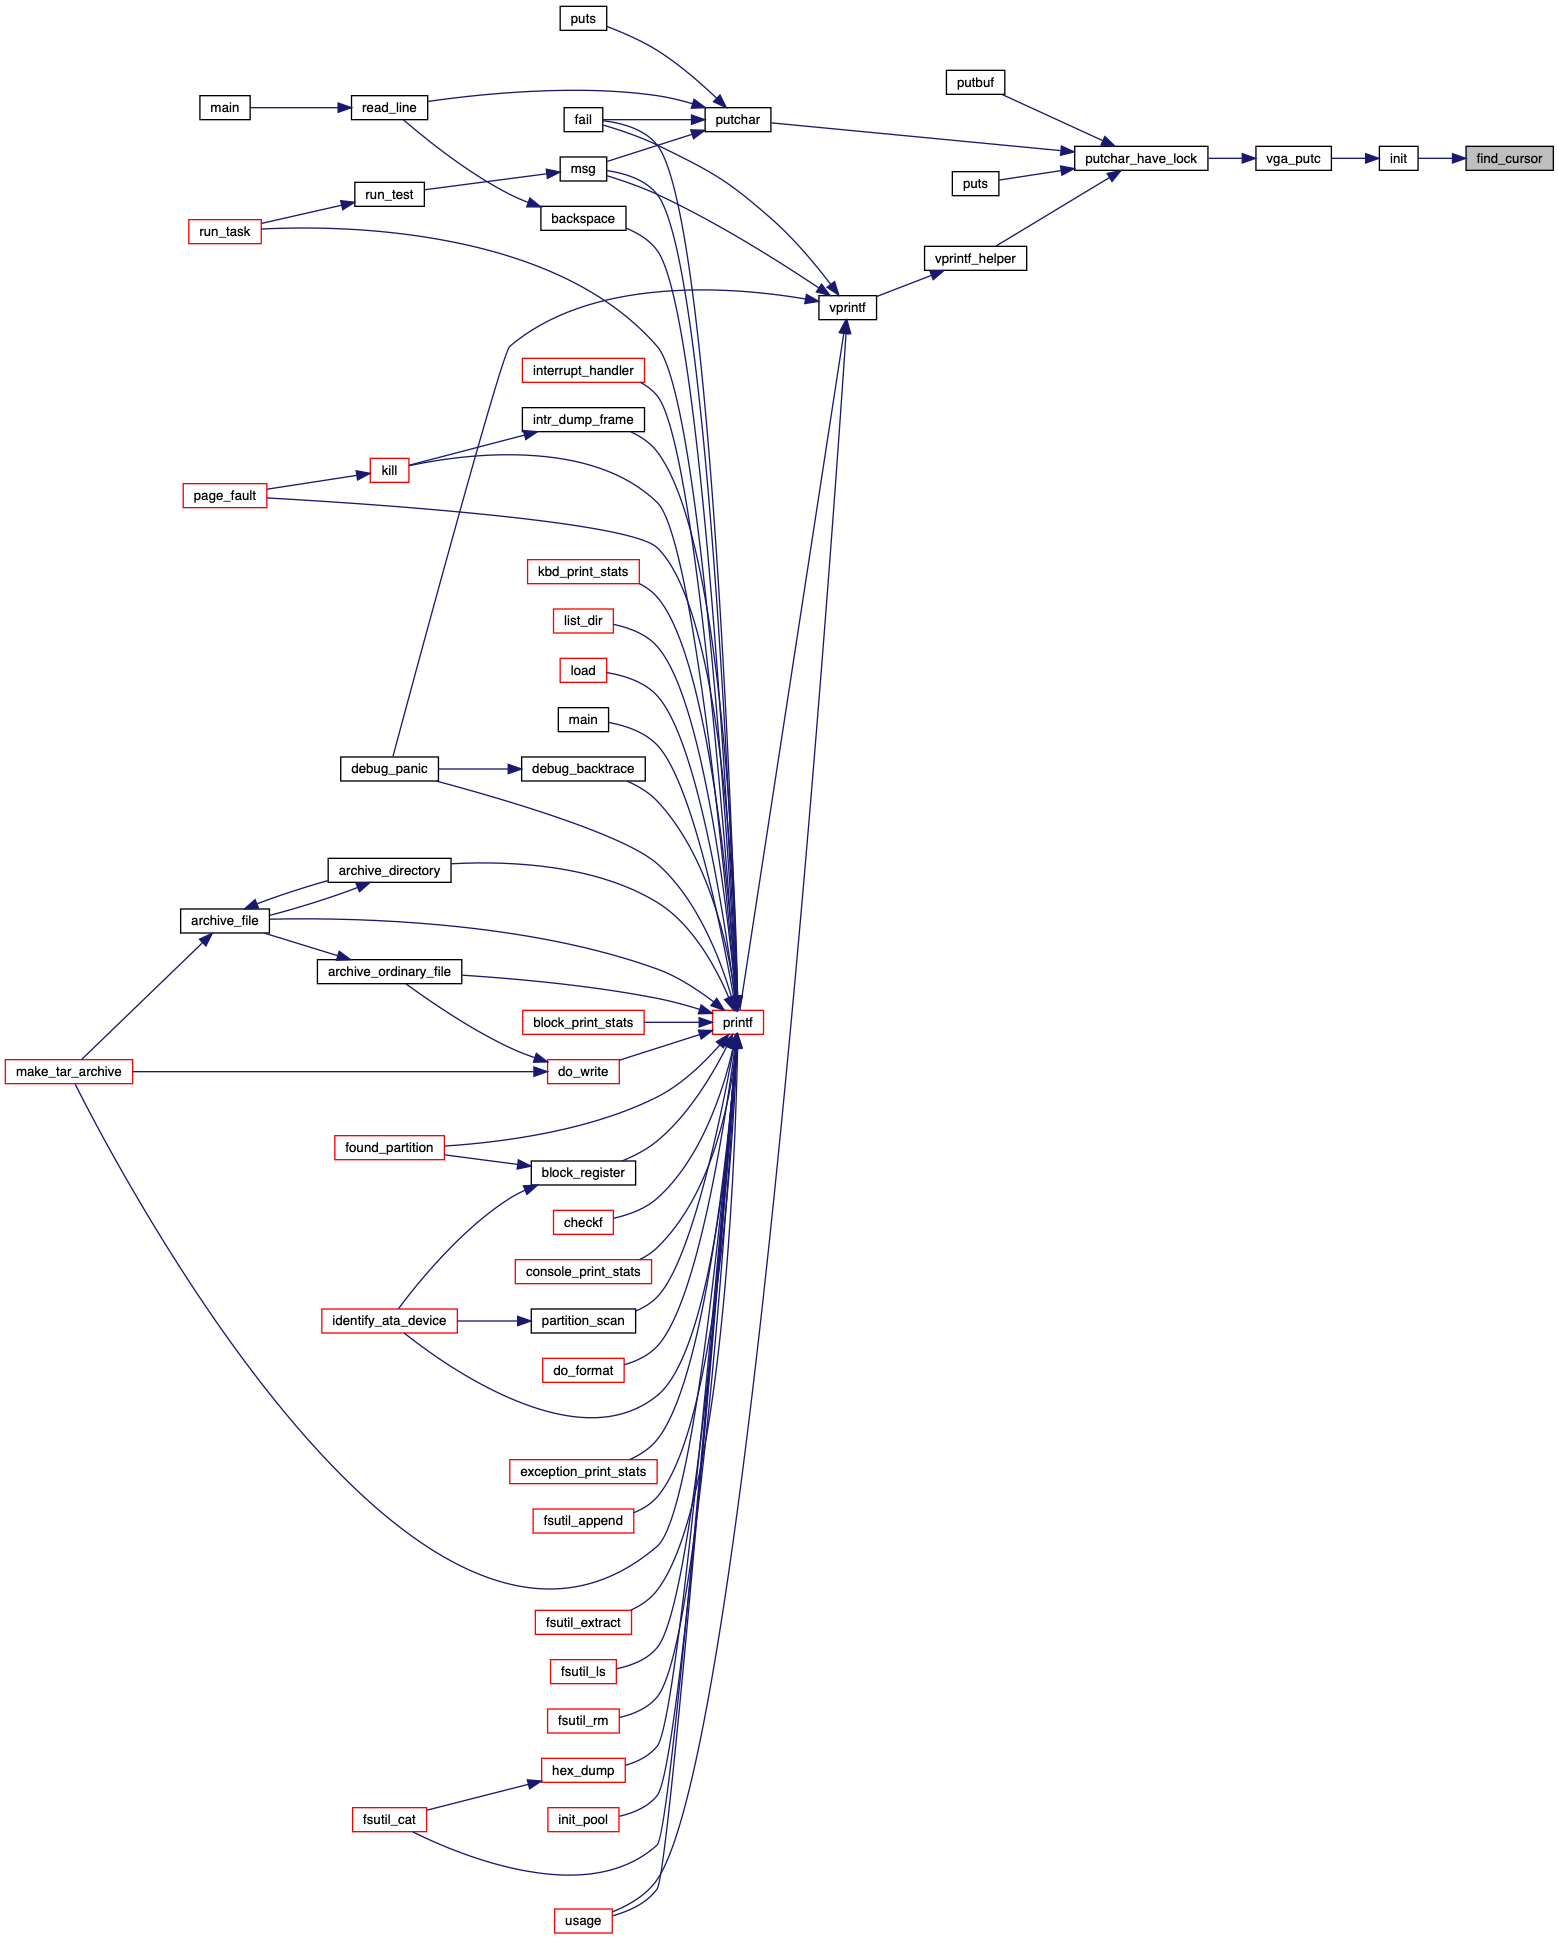 puts
putbuf
main
read_line
fail
putchar
putchar_have_lock
vga_putc
init
find_cursor
msg
puts
run_test
backspace
run_task
vprintf_helper
vprintf
interrupt_handler
intr_dump_frame
kill
page_fault
kbd_print_stats
list_dir
load
main
debug_panic
debug_backtrace
archive_directory
archive_file
archive_ordinary_file
block_print_stats
printf
make_tar_archive
do_write
found_partition
block_register
checkf
console_print_stats
identify_ata_device
partition_scan
do_format
exception_print_stats
fsutil_append
fsutil_extract
fsutil_ls
fsutil_rm
hex_dump
fsutil_cat
init_pool
usage